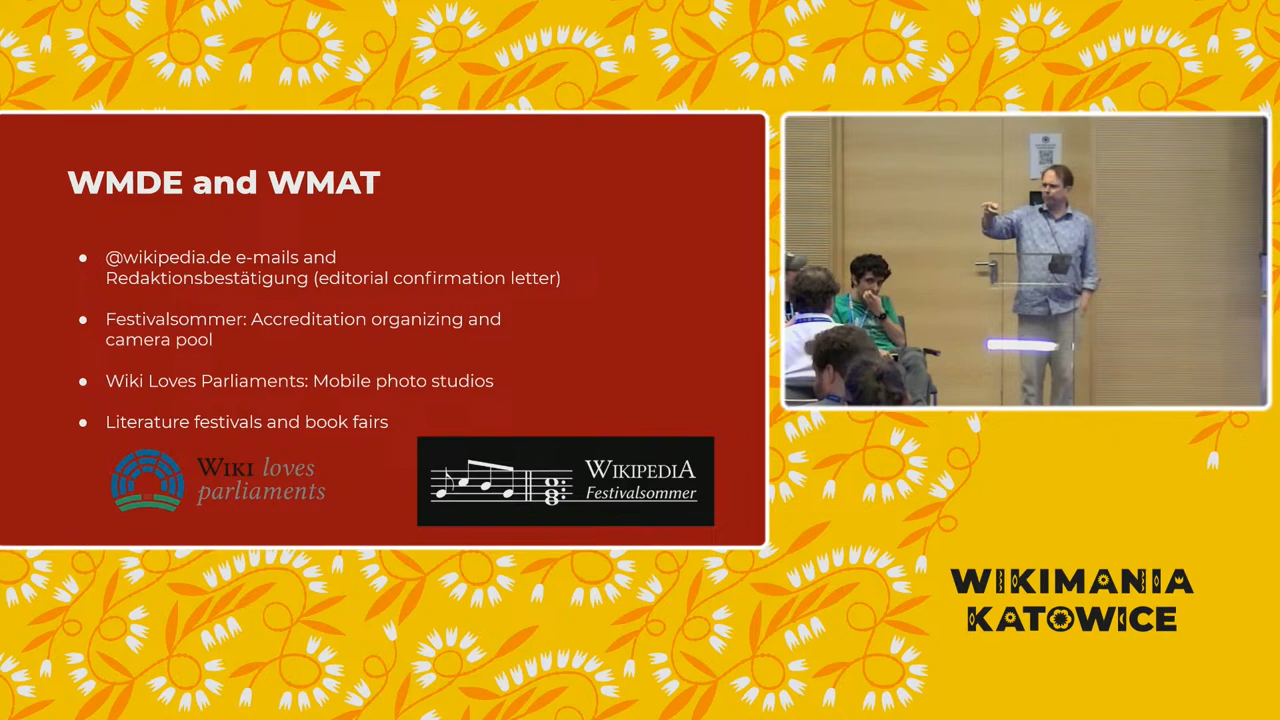 WMDE and WMAT
● @wikipedia.de e-mails and
Redaktionsbestätigung (editorial confirmation letter)
● Festivalsommer: Accreditation organizing and
camera pool
● Wiki Loves Parliaments: Mobile photo studios
● Literature festivals and book fairs
WIKI loves
parliaments
WIKIPEDIA
Festivalsommer
WIKIMANIA
KATOWICE